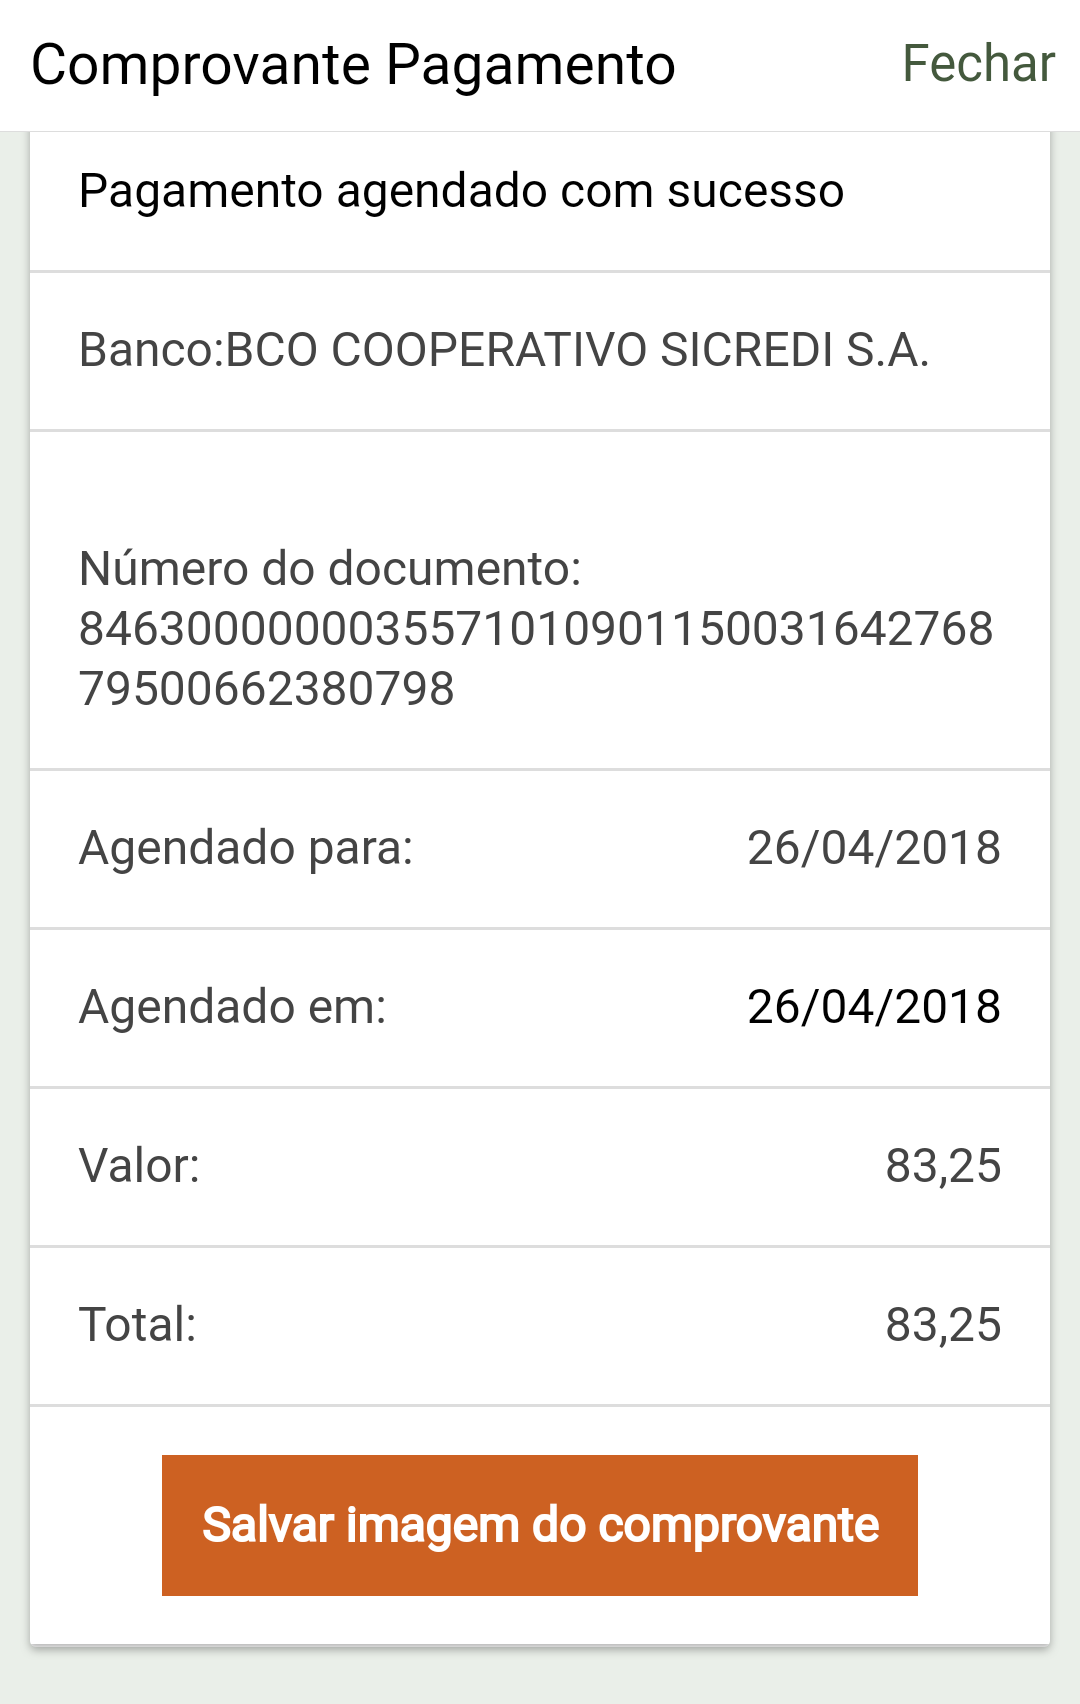 Comprovante Pagamento
Fechar
Pagamento agendado com sucesso
Banco:BCO COOPERATIVO SICREDI S.A.
Número do documento:
8463000000035571010901150031642768
79500662380798
Agendado para: 26/04/2018
Agendado em: 26/04/2018
Valor: 83,25
Total: 83,25
Salvar imagem do comprovante